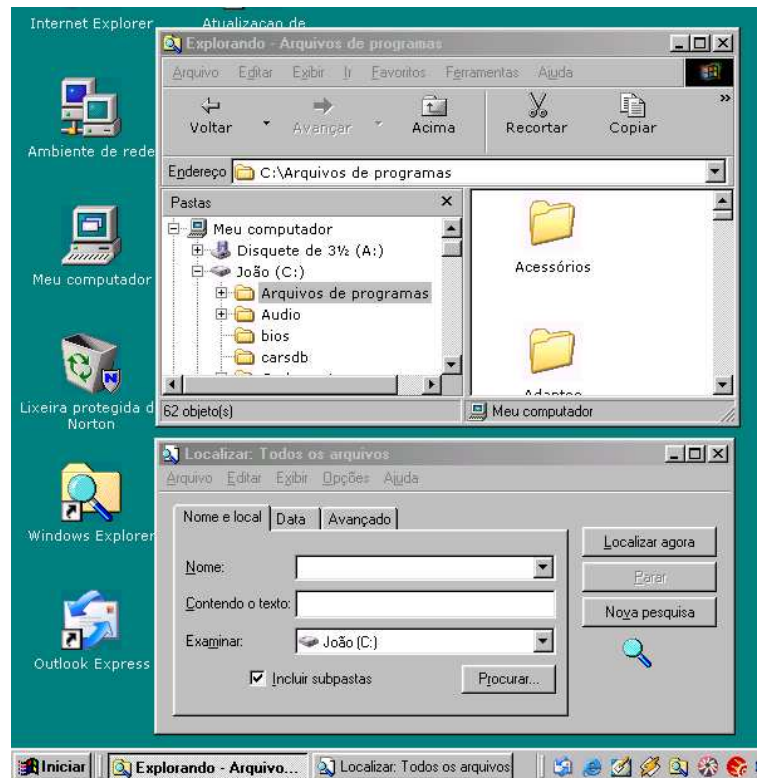 Internet Explorer
Atualizacao de
Ambiente de rede
Meu computador
Lixeira protegida d
Norton
Windows Explorer
Outlook Express
Explorando - Arquivos de programas
Arquivo Editar Exibir Ir Favoritos Ferramentas Ajuda
Voltar Avançar Acima Recortar Copiar »
Endereço C:\Arquivos de programas
Pastas ×
Meu computador
Disquete de 3½ (A:)
João (C:)
Arquivos de programas
Audio
bios
carsdb
Acessórios
Adaptec
62 objeto(s) Meu computador
Localizar: Todos os arquivos
Arquivo Editar Exibir Opções Ajuda
Nome e local Data Avançado
Nome:
Contendo o texto:
Examinar: João (C:)
Incluir subpastas Procurar...
Localizar agora
Parar
Nova pesquisa
Iniciar Explorando - Arquivo... Localizar: Todos os arquivos